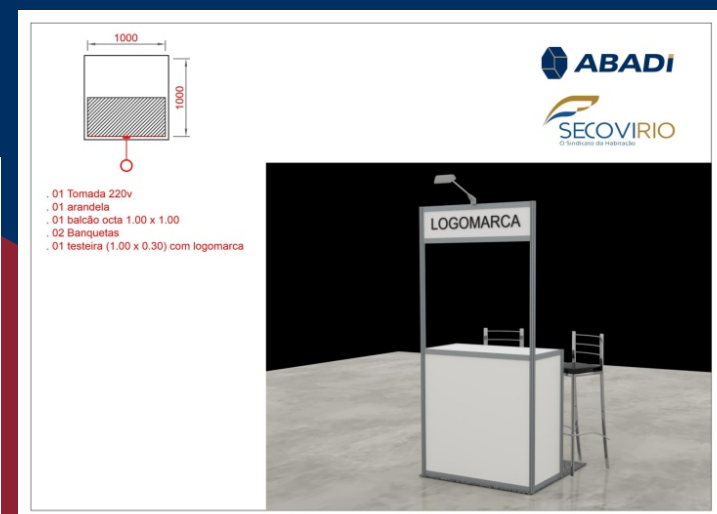 1000
1000
ABADi
SECOVIRIO
O Sindicato da Habitação
. 01 Tomada 220v
. 01 arandela
. 01 balcão octa 1.00 x 1.00
. 02 Banquetas
. 01 testeira (1.00 x 0.30) com logomarca
LOGOMARCA